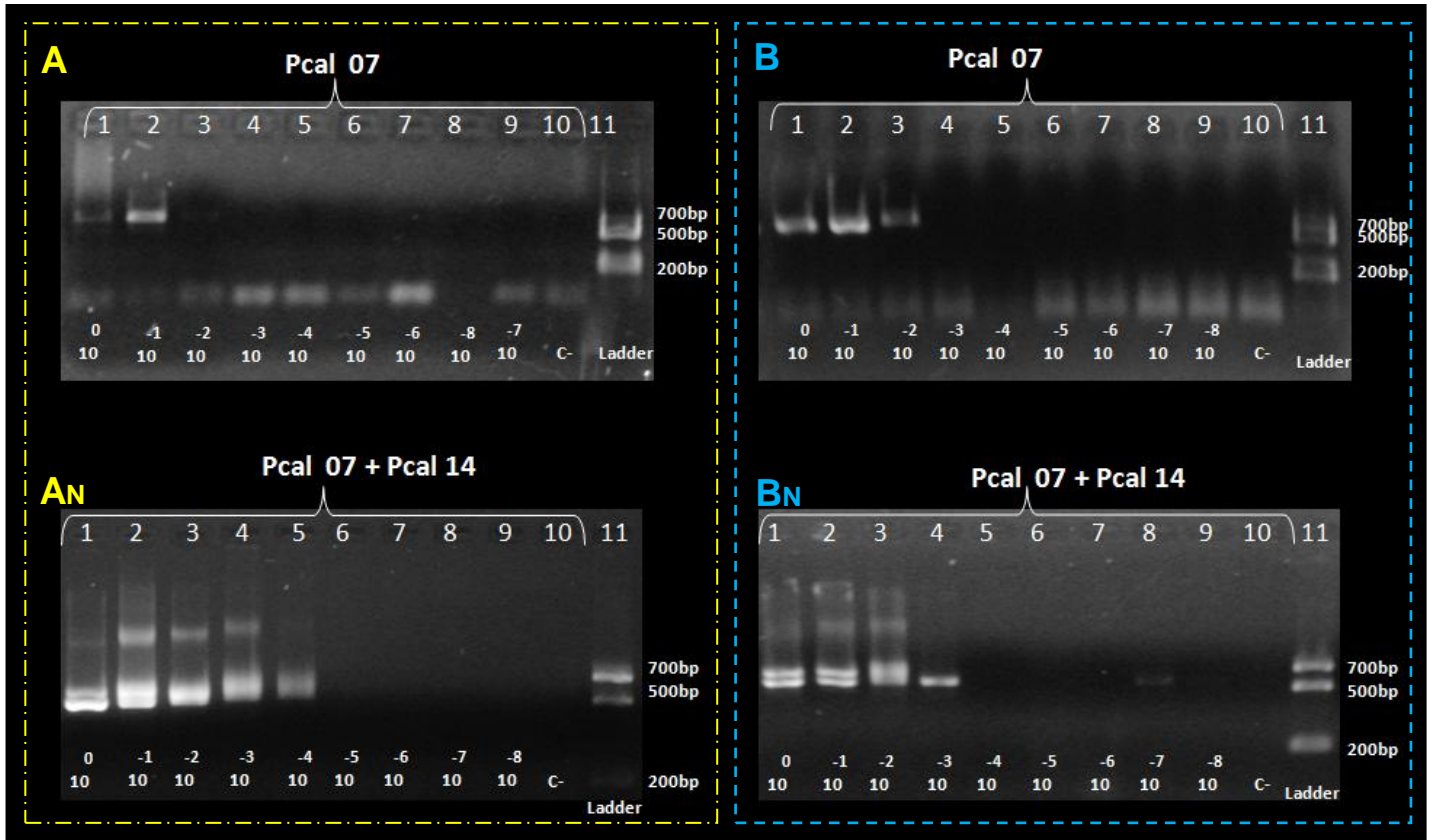 A
Pcal 07
1 2 3 4 5 6 7 8 9 10 11
700bp
500bp
200bp
0 -1 -2 -3 -4 -5 -6 -8 -7
10 10 10 10 10 10 10 10 10 C- Ladder
B
Pcal 07
1 2 3 4 5 6 7 8 9 10 11
700bp
500bp
200bp
0 -1 -2 -3 -4 -5 -6 -7 -8
10 10 10 10 10 10 10 10 10 C- Ladder
AN
Pcal 07 + Pcal 14
1 2 3 4 5 6 7 8 9 10 11
700bp
500bp
200bp
0 -1 -2 -3 -4 -5 -6 -7 -8
10 10 10 10 10 10 10 10 10 C-
Ladder
BN
Pcal 07 + Pcal 14
1 2 3 4 5 6 7 8 9 10 11
700bp
500bp
200bp
0 -1 -2 -3 -4 -5 -6 -7 -8
10 10 10 10 10 10 10 10 10 C- Ladder